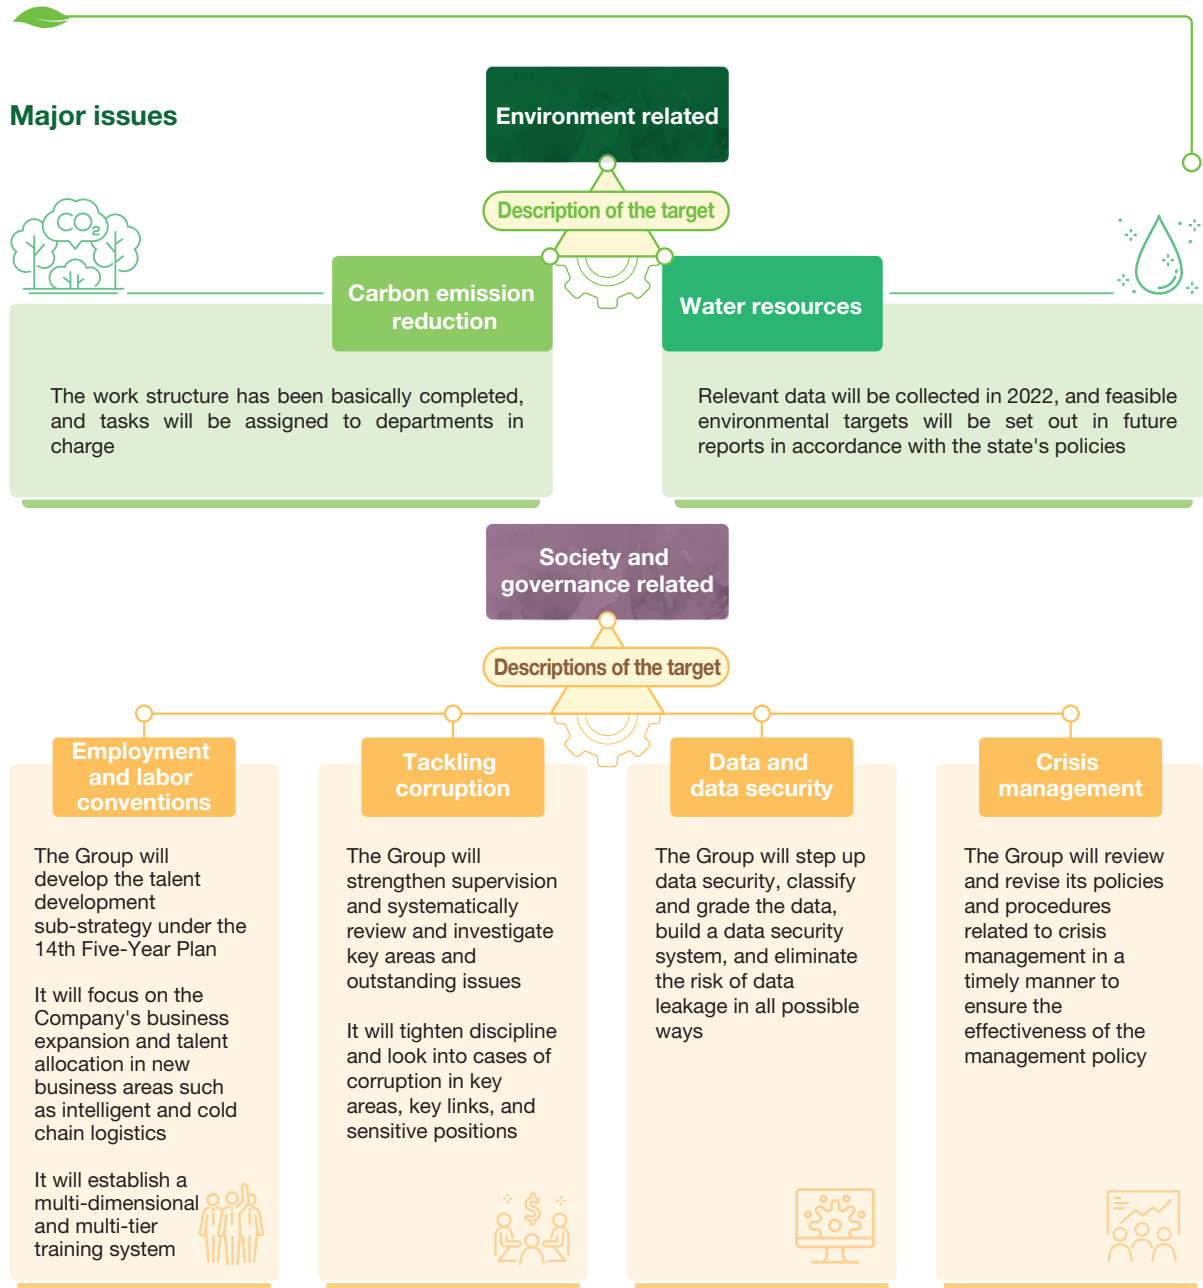 Major issues
Environment related
Description of the target
CO2
Carbon emission
reduction
The work structure has been basically completed,
and tasks will be assigned to departments in
charge
Water resources
Relevant data will be collected in 2022, and feasible
environmental targets will be set out in future
reports in accordance with the state's policies
Society and
governance related
Descriptions of the target
Employment
and labor
conventions
The Group will
develop the talent
development
sub-strategy under the
14th Five-Year Plan
It will focus on the
Company's business
expansion and talent
allocation in new
business areas such
as intelligent and cold
chain logistics
It will establish a
multi-dimensional
and multi-tier
training system
Tackling
corruption
The Group will
strengthen supervision
and systematically
review and investigate
key areas and
outstanding issues
It will tighten discipline
and look into cases of
corruption in key
areas, key links, and
sensitive positions
$
Data and
data security
The Group will step up
data security, classify
and grade the data,
build a data security
system, and eliminate
the risk of data
leakage in all possible
ways
Crisis
management
The Group will review
and revise its policies
and procedures
related to crisis
management in a
timely manner to
ensure the
effectiveness of the
management policy